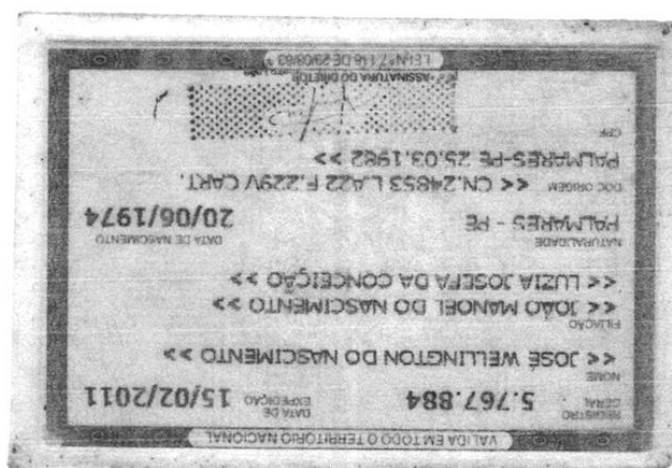 VALIDA EM TODO O TERRITÓRIO NACIONAL
REGISTRO GERAL 5.767.884 DATA DE EXPEDIÇÃO 15/02/2011
NOME
<< JOSÉ WELLINGTON DO NASCIMENTO >>
FILIAÇÃO
<< JOÃO MANOEL DO NASCIMENTO >>
<< LUZIA JOSEFA DA CONCEIÇÃO >>
NATURALIDADE DATA DE NASCIMENTO
PALMARES - PE 20/06/1974
DOC ORIGEM << CN.24853 L.A22 F.229V CART.
PALMARES-PE 25.03.1982 >>
CPF
ASSINATURA DO DIRETOR
LEI Nº 7.116 DE 29/08/83